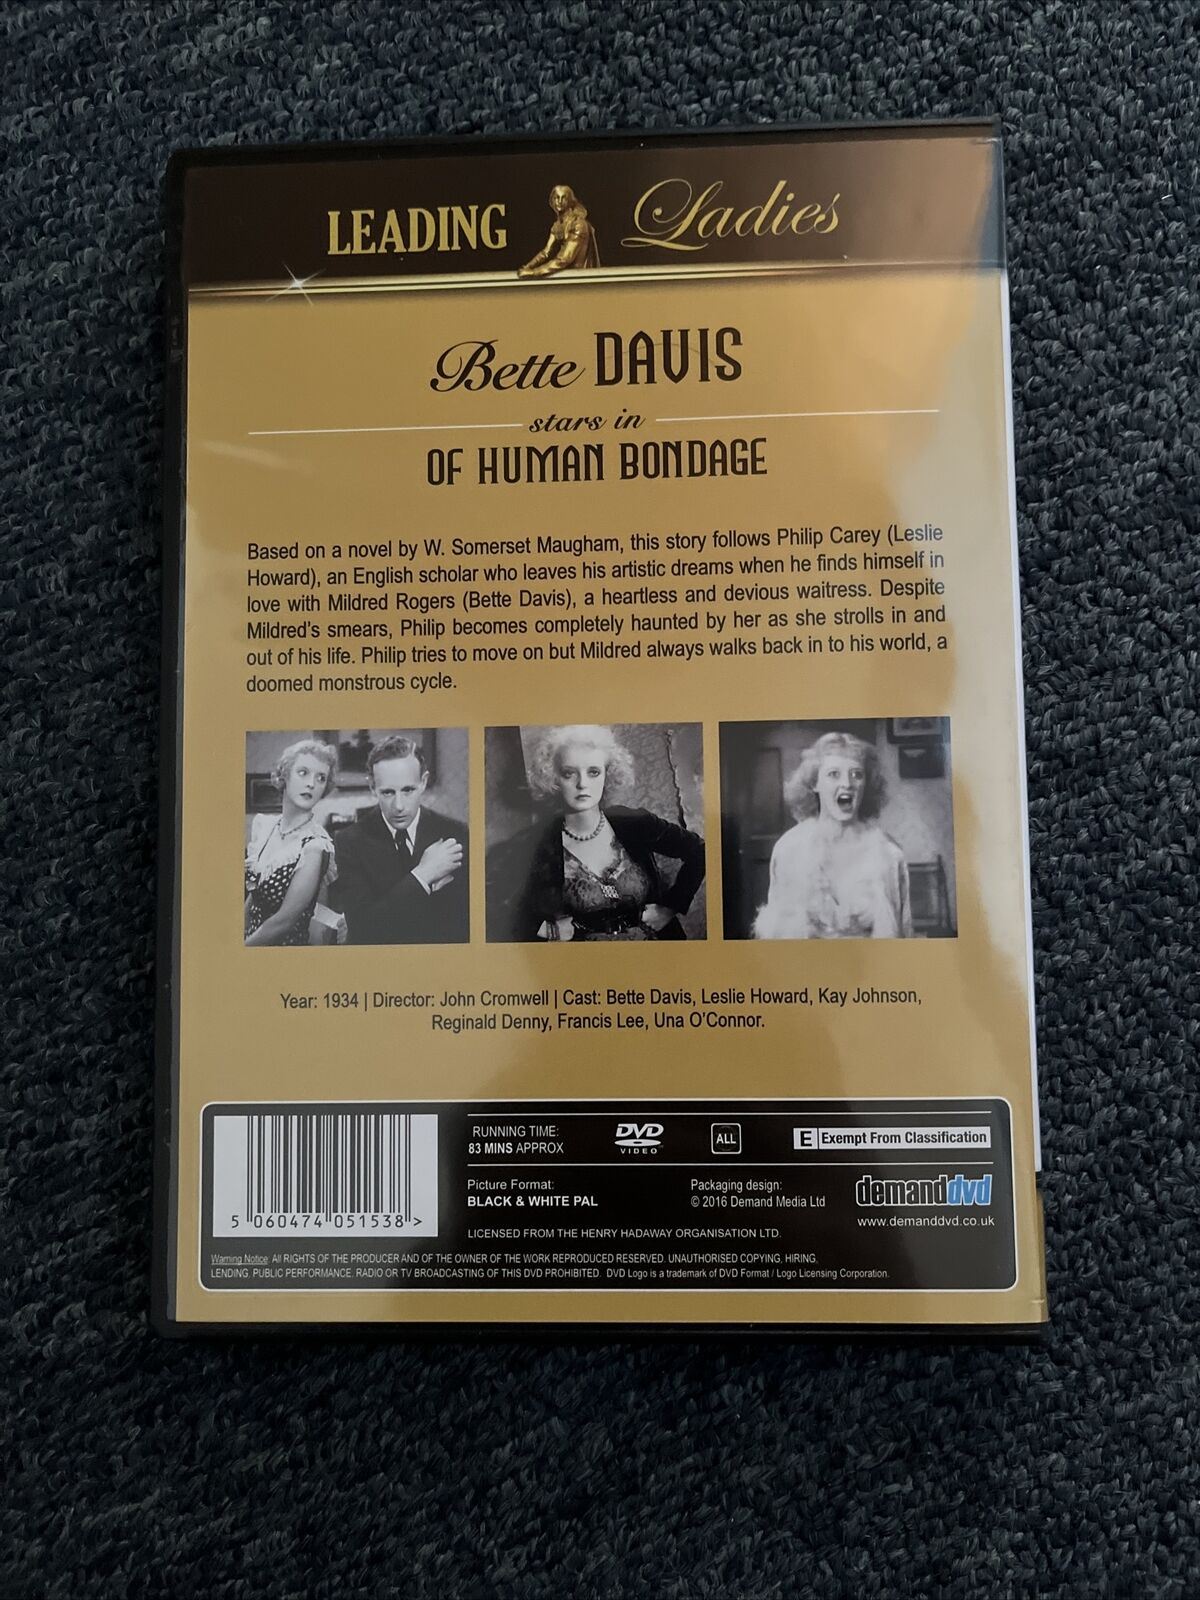 LEADING Ladies
Bette DAVIS
stars in
OF HUMAN BONDAGE
Based on a novel by W. Somerset Maugham, this story follows Philip Carey (Leslie
Howard), an English scholar who leaves his artistic dreams when he finds himself in
love with Mildred Rogers (Bette Davis), a heartless and devious waitress. Despite
Mildred's smears, Philip becomes completely haunted by her as she strolls in and
out of his life. Philip tries to move on but Mildred always walks back in to his world, a
doomed monstrous cycle.
Year: 1934 | Director: John Cromwell | Cast: Bette Davis, Leslie Howard, Kay Johnson,
Reginald Denny, Francis Lee, Una O'Connor.
5 060474 051538 >
RUNNING TIME:
83 MINS APPROX
DVD
VIDEO
ALL
E Exempt From Classification
Picture Format:
BLACK & WHITE PAL
Packaging design:
© 2016 Demand Media Ltd
demanddvd
www.demanddvd.co.uk
LICENSED FROM THE HENRY HADAWAY ORGANISATION LTD.
Warning Notice: All RIGHTS OF THE PRODUCER AND OF THE OWNER OF THE WORK REPRODUCED RESERVED. UNAUTHORISED COPYING, HIRING,
LENDING, PUBLIC PERFORMANCE, RADIO OR TV BROADCASTING OF THIS DVD PROHIBITED. DVD Logo is a trademark of DVD Format / Logo Licensing Corporation.